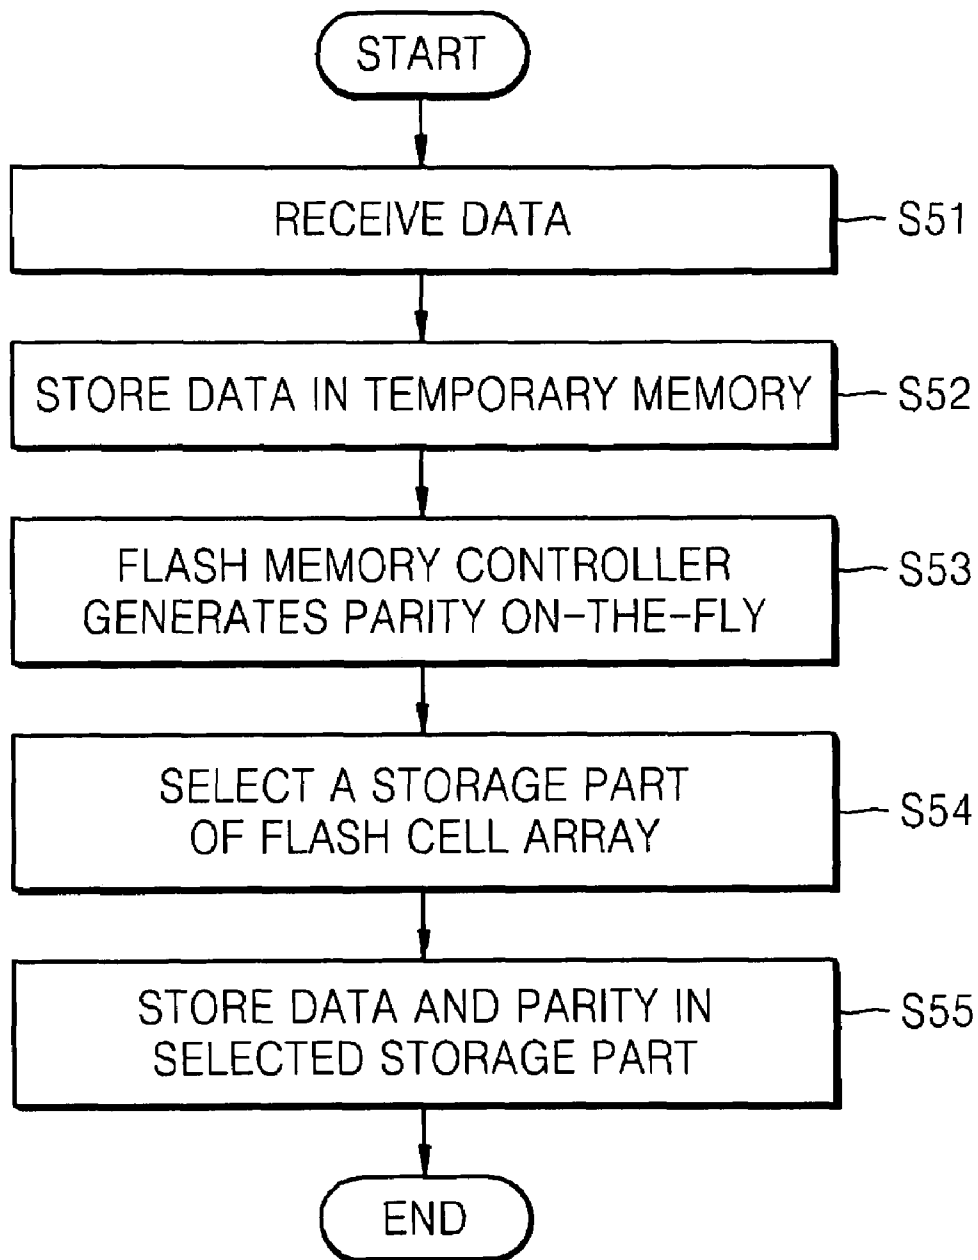 START
RECEIVE DATA
S51
STORE DATA IN TEMPORARY MEMORY
S52
FLASH MEMORY CONTROLLER
GENERATES PARITY ON-THE-FLY
S53
SELECT A STORAGE PART
OF FLASH CELL ARRAY
S54
STORE DATA AND PARITY IN
SELECTED STORAGE PART
S55
END